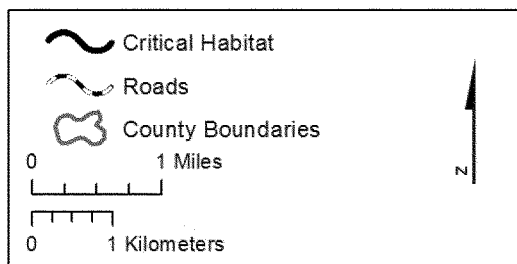 Critical Habitat
Roads
County Boundaries
0 1 Miles
0 1 Kilometers
N